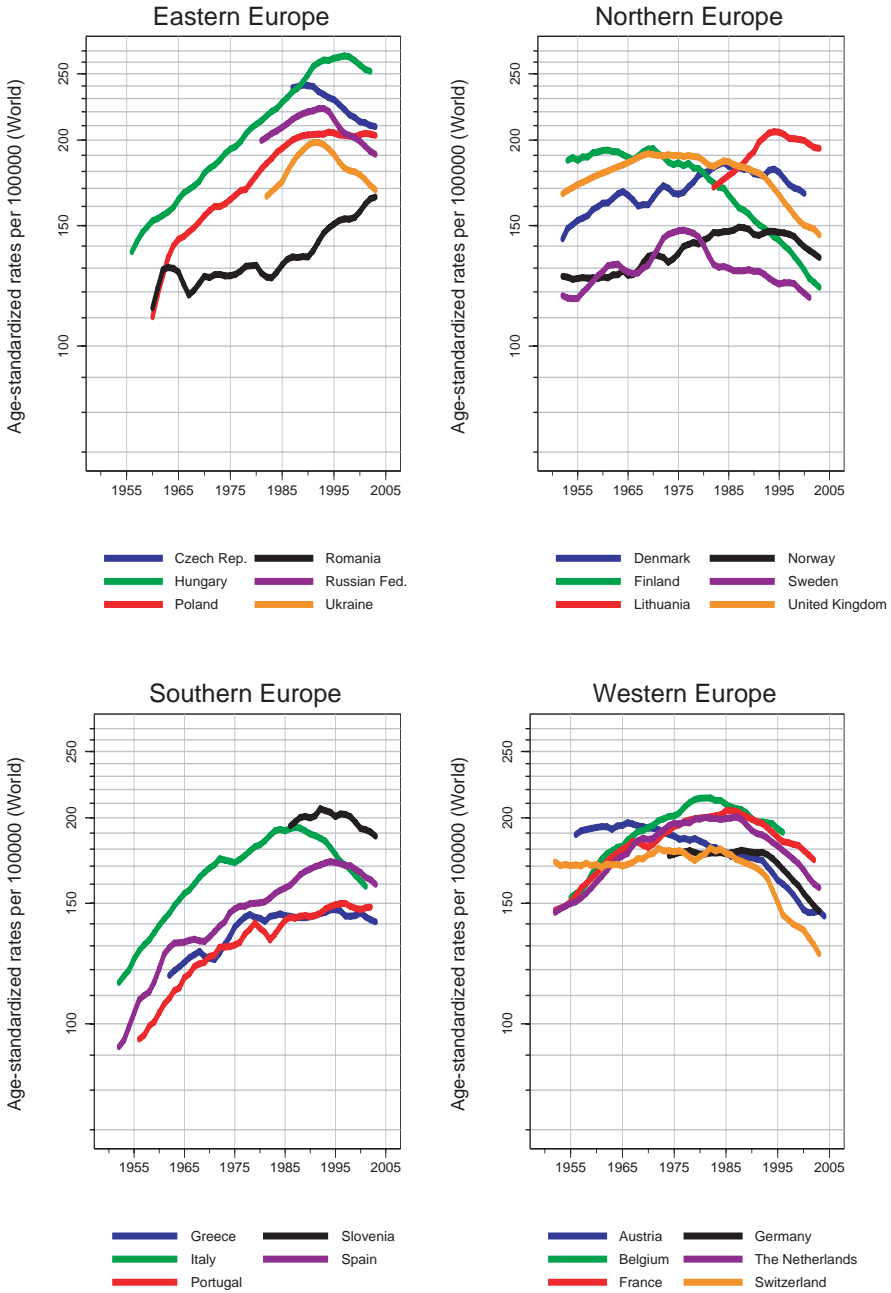 Eastern Europe
Age-standardized rates per 100000 (World)
250
200
150
100
1955 1965 1975 1985 1995 2005
Czech Rep. Romania
Hungary Russian Fed.
Poland Ukraine
Northern Europe
Age-standardized rates per 100000 (World)
250
200
150
100
1955 1965 1975 1985 1995 2005
Denmark Norway
Finland Sweden
Lithuania United Kingdom
Southern Europe
Age-standardized rates per 100000 (World)
250
200
150
100
1955 1965 1975 1985 1995 2005
Greece Slovenia
Italy Spain
Portugal
Western Europe
Age-standardized rates per 100000 (World)
250
200
150
100
1955 1965 1975 1985 1995 2005
Austria Germany
Belgium The Netherlands
France Switzerland